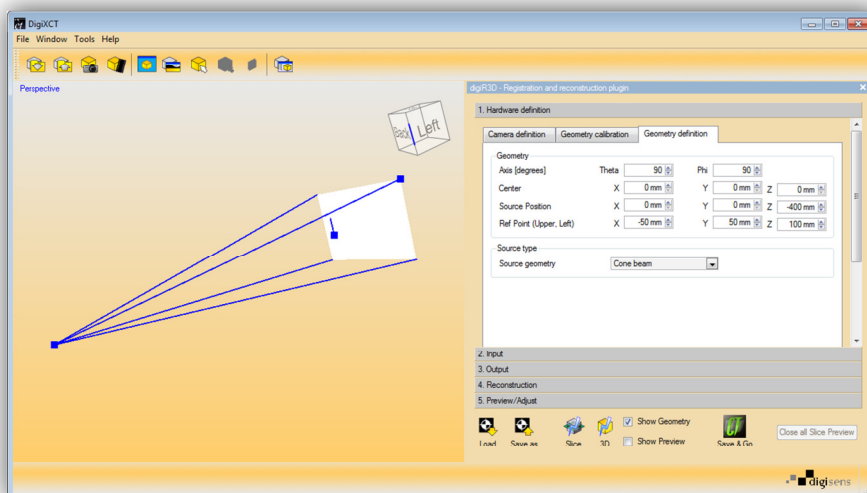 DigiXCT
File Window Tools Help
Perspective
Back Left
digiR3D - Registration and reconstruction plugin
1. Hardware definition
Camera definition Geometry calibration Geometry definition
Geometry
Axis [degrees] Theta 90 Phi 90
Center X 0 mm Y 0 mm Z 0 mm
Source Position X 0 mm Y 0 mm Z -400 mm
Ref Point (Upper, Left) X -50 mm Y 50 mm Z 100 mm
Source type
Source geometry Cone beam
2. Input
3. Output
4. Reconstruction
5. Preview/Adjust
Show Geometry
Show Preview
Load Save as Slice 3D Save & Go
Close all Slice Preview
digisens